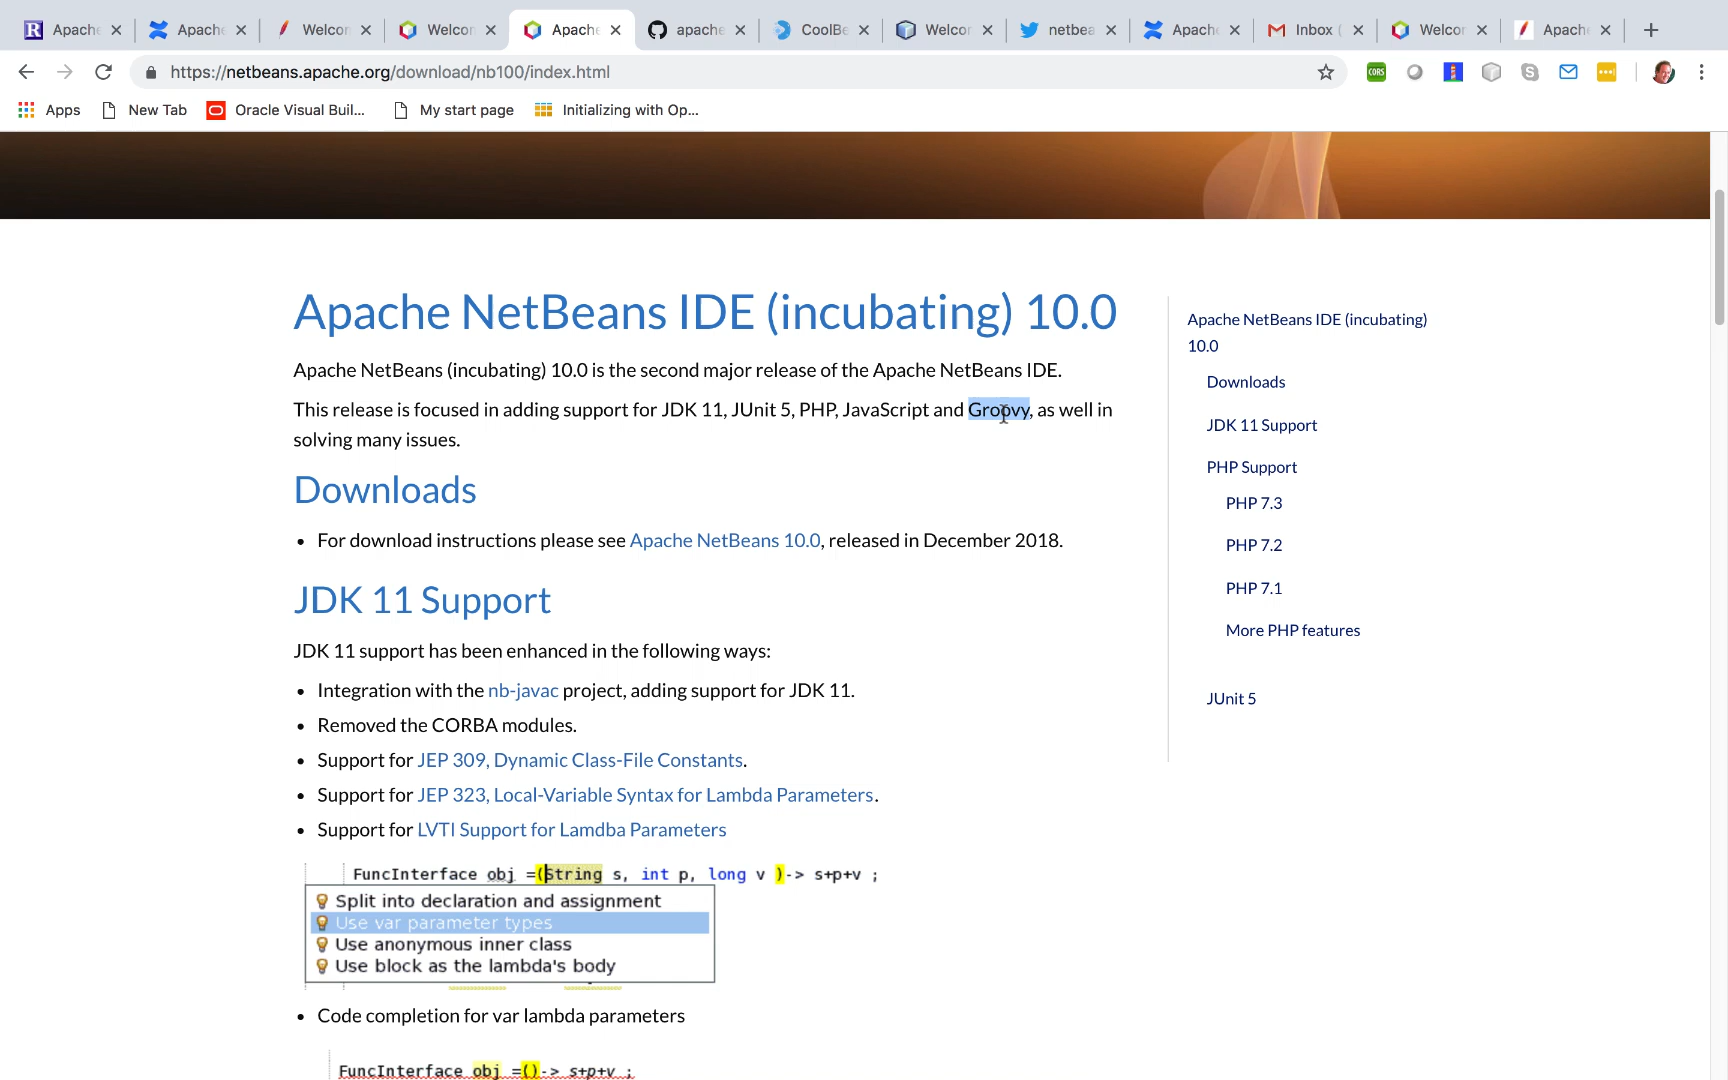 Apache
Apache
Welcon
Welcon
Apache
apache
CoolBe
Welcon
netbea
Apach
Inbox (
Welcor
Apach
https://netbeans.apache.org/download/nb100/index.html
CORS
Apps
New Tab
Oracle Visual Buil...
My start page
Initializing with Op...
Apache NetBeans IDE (incubating) 10.0
Apache NetBeans (incubating) 10.0 is the second major release of the Apache NetBeans IDE.
This release is focused in adding support for JDK 11, JUnit 5, PHP, JavaScript and Groovy, as well in
solving many issues.
Downloads
• For download instructions please see Apache NetBeans 10.0, released in December 2018.
JDK 11 Support
JDK 11 support has been enhanced in the following ways:
• Integration with the nb-javac project, adding support for JDK 11.
• Removed the CORBA modules.
• Support for JEP 309, Dynamic Class-File Constants.
• Support for JEP 323, Local-Variable Syntax for Lambda Parameters.
• Support for LVTI Support for Lamdba Parameters
FuncInterface obj =(String s, int p, long v )-> s+p+v ;
Split into declaration and assignment
Use var parameter types
Use anonymous inner class
Use block as the lambda's body
• Code completion for var lambda parameters
FuncInterface obj =()-> s+p+v ;
Apache NetBeans IDE (incubating)
10.0
Downloads
JDK 11 Support
PHP Support
PHP 7.3
PHP 7.2
PHP 7.1
More PHP features
JUnit 5